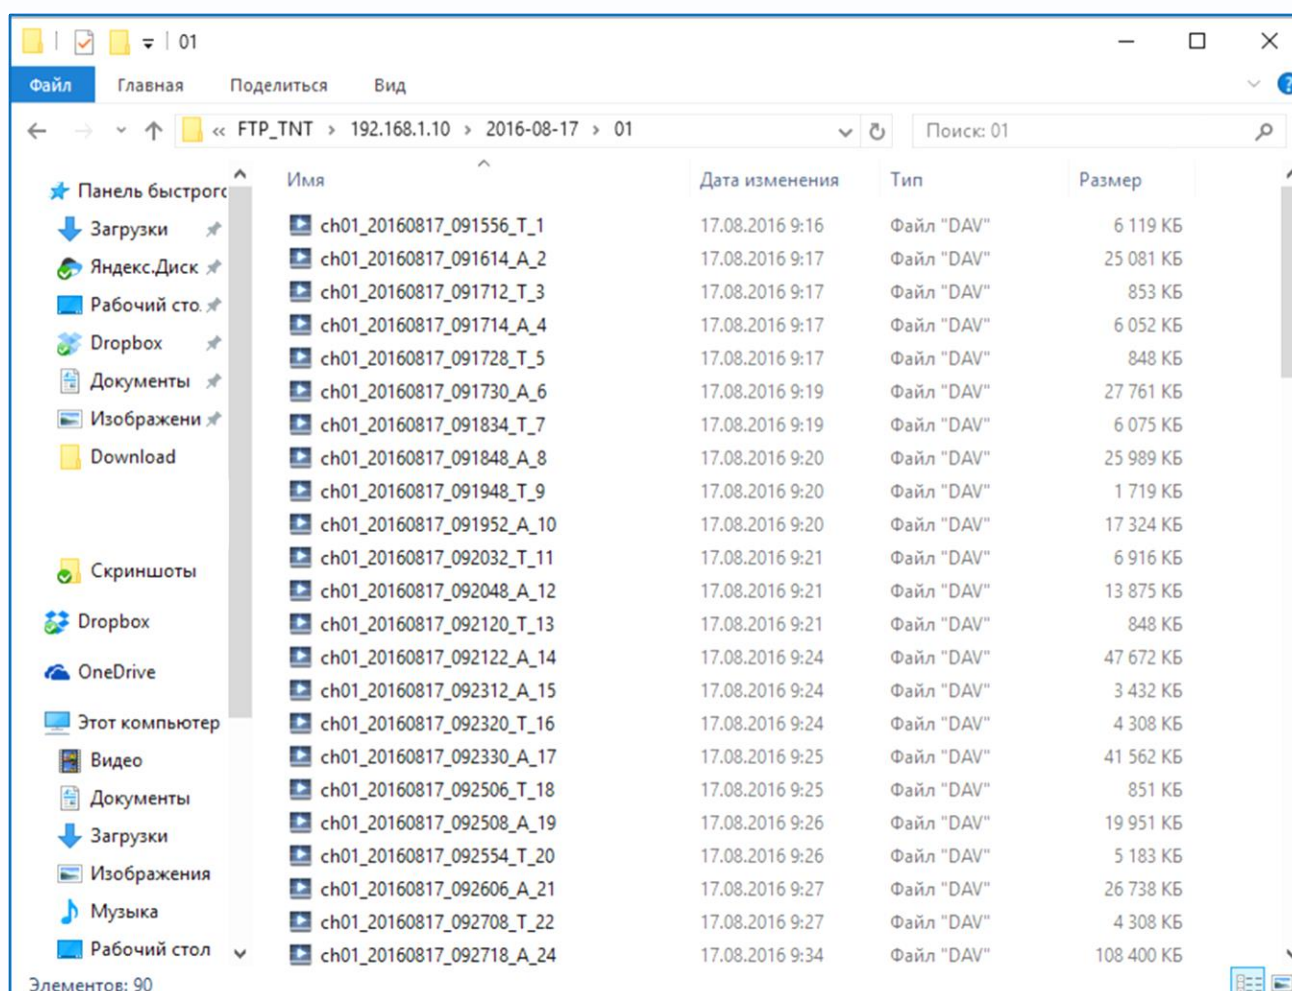 01
Файл Главная Поделиться Вид
« FTP_TNT › 192.168.1.10 › 2016-08-17 › 01 Поиск: 01
Имя Дата изменения Тип Размер
Панель быстрого
Загрузки
Яндекс.Диск
Рабочий сто.
Dropbox
Документы
Изображени
Download
Скриншоты
Dropbox
OneDrive
Этот компьютер
Видео
Документы
Загрузки
Изображения
Музыка
Рабочий стол
ch01_20160817_091556_T_1 17.08.2016 9:16 Файл "DAV" 6 119 КБ
ch01_20160817_091614_A_2 17.08.2016 9:17 Файл "DAV" 25 081 КБ
ch01_20160817_091712_T_3 17.08.2016 9:17 Файл "DAV" 853 КБ
ch01_20160817_091714_A_4 17.08.2016 9:17 Файл "DAV" 6 052 КБ
ch01_20160817_091728_T_5 17.08.2016 9:17 Файл "DAV" 848 КБ
ch01_20160817_091730_A_6 17.08.2016 9:19 Файл "DAV" 27 761 КБ
ch01_20160817_091834_T_7 17.08.2016 9:19 Файл "DAV" 6 075 КБ
ch01_20160817_091848_A_8 17.08.2016 9:20 Файл "DAV" 25 989 КБ
ch01_20160817_091948_T_9 17.08.2016 9:20 Файл "DAV" 1 719 КБ
ch01_20160817_091952_A_10 17.08.2016 9:20 Файл "DAV" 17 324 КБ
ch01_20160817_092032_T_11 17.08.2016 9:21 Файл "DAV" 6 916 КБ
ch01_20160817_092048_A_12 17.08.2016 9:21 Файл "DAV" 13 875 КБ
ch01_20160817_092120_T_13 17.08.2016 9:21 Файл "DAV" 848 КБ
ch01_20160817_092122_A_14 17.08.2016 9:24 Файл "DAV" 47 672 КБ
ch01_20160817_092312_A_15 17.08.2016 9:24 Файл "DAV" 3 432 КБ
ch01_20160817_092320_T_16 17.08.2016 9:24 Файл "DAV" 4 308 КБ
ch01_20160817_092330_A_17 17.08.2016 9:25 Файл "DAV" 41 562 КБ
ch01_20160817_092506_T_18 17.08.2016 9:25 Файл "DAV" 851 КБ
ch01_20160817_092508_A_19 17.08.2016 9:26 Файл "DAV" 19 951 КБ
ch01_20160817_092554_T_20 17.08.2016 9:26 Файл "DAV" 5 183 КБ
ch01_20160817_092606_A_21 17.08.2016 9:27 Файл "DAV" 26 738 КБ
ch01_20160817_092708_T_22 17.08.2016 9:27 Файл "DAV" 4 308 КБ
ch01_20160817_092718_A_24 17.08.2016 9:34 Файл "DAV" 108 400 КБ
Элементов: 90